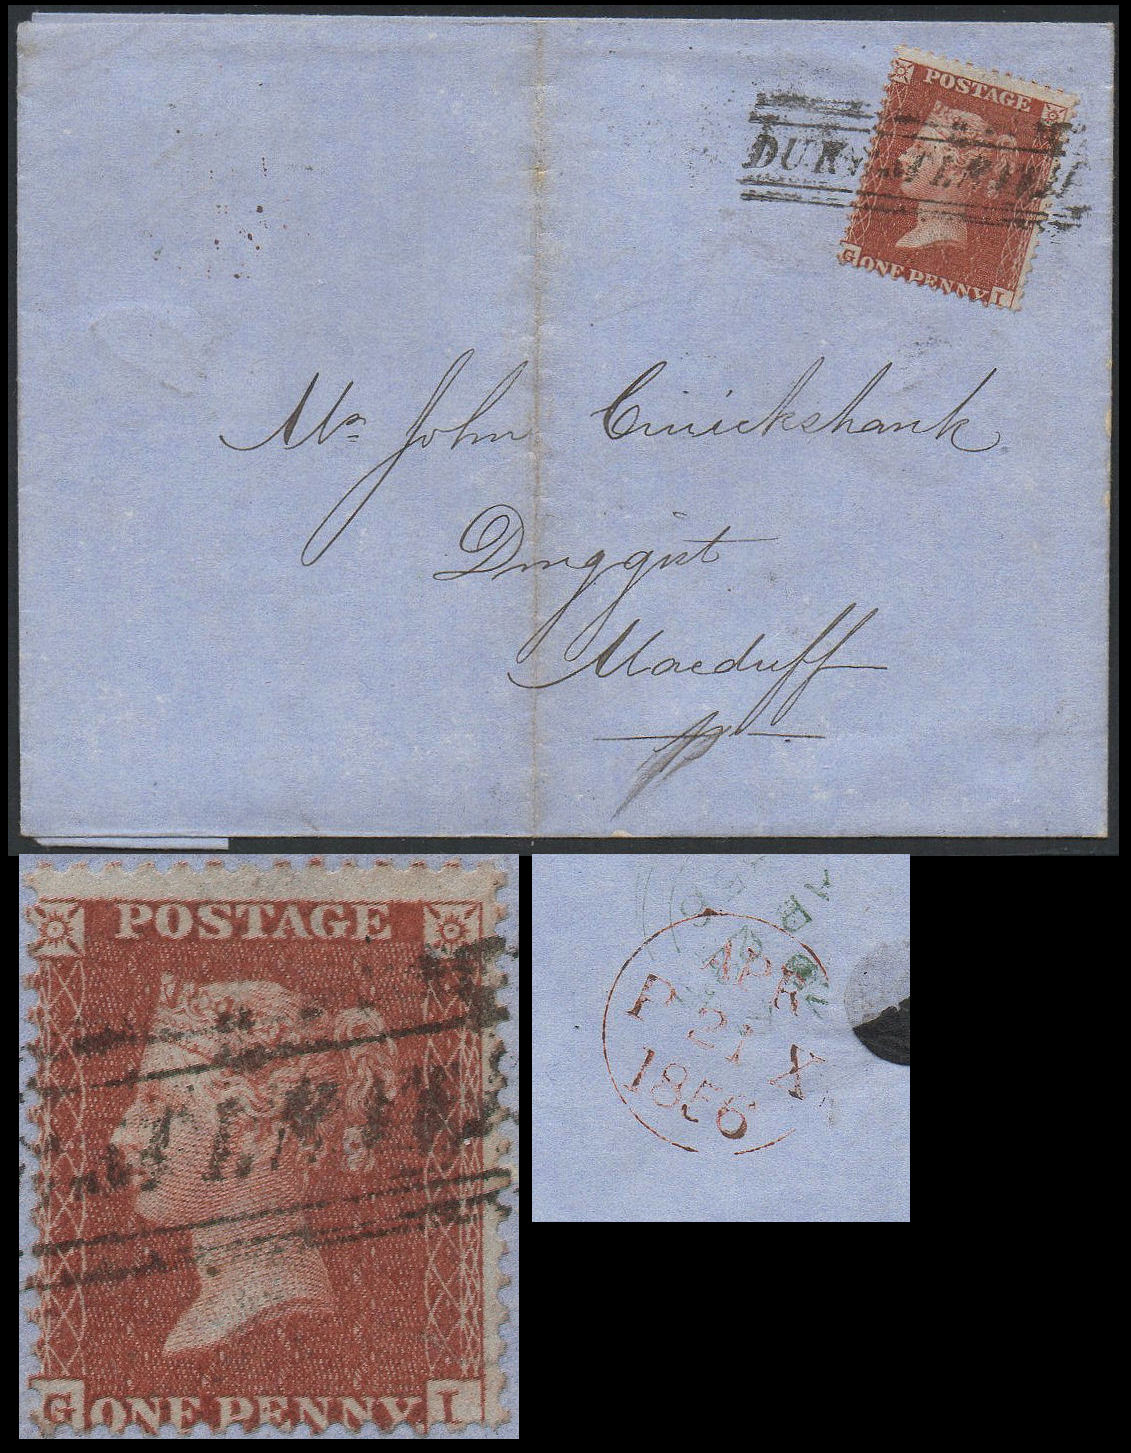 POSTAGE
ONE PENNY
G I
Mr John Cruickshank
Druggist
Macduff
POSTAGE
G ONE PENNY. I
APR
P 21 X
1856